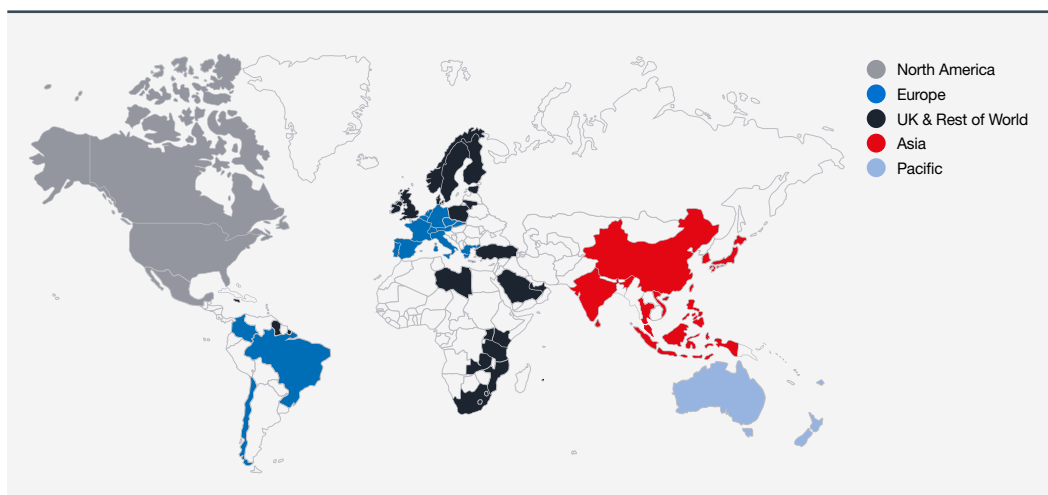 North America
Europe
UK & Rest of World
Asia
Pacific